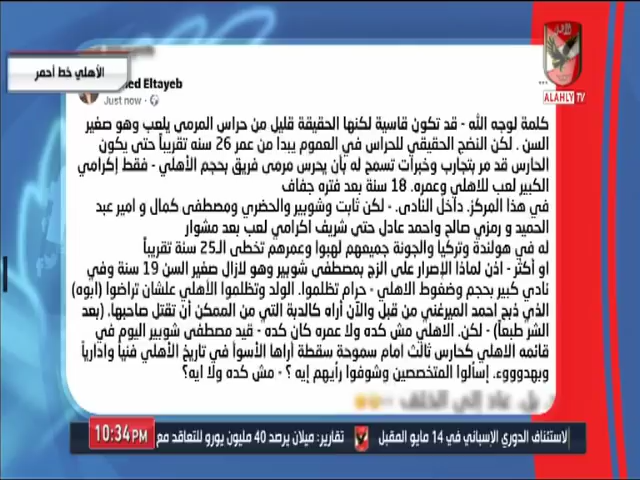 ALAHLY TV
الأهلي خط أحمر
ed Eltayeb
Just now
كلمة لوجه الله - قد تكون قاسية لكنها الحقيقة قليل من حراس المرمى يلعب وهو صغير
السن . لكن النضج الحقيقي للحراس في العموم يبدا من عمر 26 سنه تقريباً حتى يكون
الحارس قد مر بتجارب وخبرات تسمح له بأن يحرس مرمى فريق بحجم الأهلي - فقط إكرامي
الكبير لعب للاهلي وعمره. 18 سنة بعد فتره جفاف
في هذا المركز. داخل النادى. - لكن ثابت وشوبير والحضري ومصطفى كمال و امير عبد
الحميد و رمزي صالح واحمد عادل حتى شريف اكرامي لعب بعد مشوار
له في هولندة وتركيا والجونة جميعهم لهبوا وعمرهم تخطى الـ25 سنة تقريباً
او أكثر - اذن لماذا الإصرار على الزج بمصطفى شوبير وهو لازال صغير السن 19 سنة وفي
نادي كبير بحجم وضغوط الاهلي - حرام تظلموا. الولد وتظلموا الأهلي علشان تراضوا (ابوه)
الذي ذبح احمد الميرغني من قبل والآن أراه كالدبة التي من الممكن أن تقتل صاحبها. (بعد
الشر طبعاً) - لكن. الاهلي مش كده ولا عمره كان كده - قيد مصطفى شوبير اليوم في
قائمه الاهلي كحارس ثالث امام سموحة سقطة أراها الأسوأ في تاريخ الأهلي فنياً وادارياً
وبهدوووء. إسألوا المتخصصين وشوفوا رأيهم إيه ؟ - مش كده ولا ايه؟
لاستئناف الدوري الإسباني في 14 مايو المقبل
تقارير: ميلان يرصد 40 مليون يورو للتعاقد مع
10:34 PM